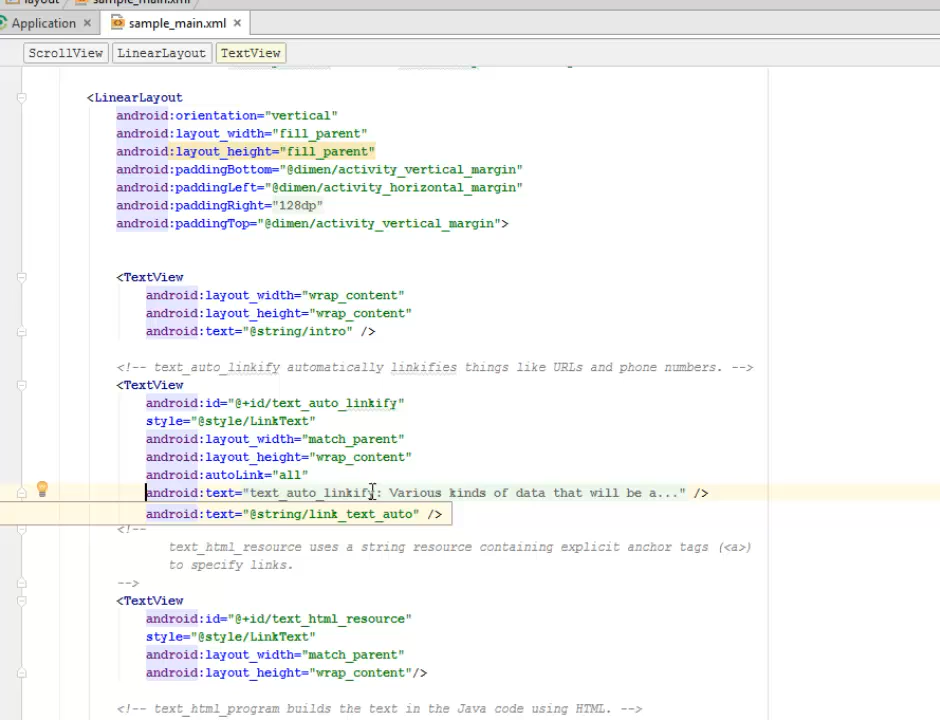 layout
sample_main.xml
Application
sample_main.xml
ScrollView LinearLayout TextView
<LinearLayout
android:orientation="vertical"
android:layout_width="fill_parent"
android:layout_height="fill_parent"
android:paddingBottom="@dimen/activity_vertical_margin"
android:paddingLeft="@dimen/activity_horizontal_margin"
android:paddingRight="128dp"
android:paddingTop="@dimen/activity_vertical_margin">
<TextView
android:layout_width="wrap_content"
android:layout_height="wrap_content"
android:text="@string/intro" />
<!-- text_auto_linkify automatically linkifies things like URLs and phone numbers. -->
<TextView
android:id="@+id/text_auto_linkify"
style="@style/LinkText"
android:layout_width="match_parent"
android:layout_height="wrap_content"
android:autoLink="all"
android:text="text_auto_linkify: Various kinds of data that will be a..." />
android:text="@string/link_text_auto" />
<!--
text_html_resource uses a string resource containing explicit anchor tags (<a>)
to specify links.
-->
<TextView
android:id="@+id/text_html_resource"
style="@style/LinkText"
android:layout_width="match_parent"
android:layout_height="wrap_content"/>
<!-- text_html_program builds the text in the Java code using HTML. -->